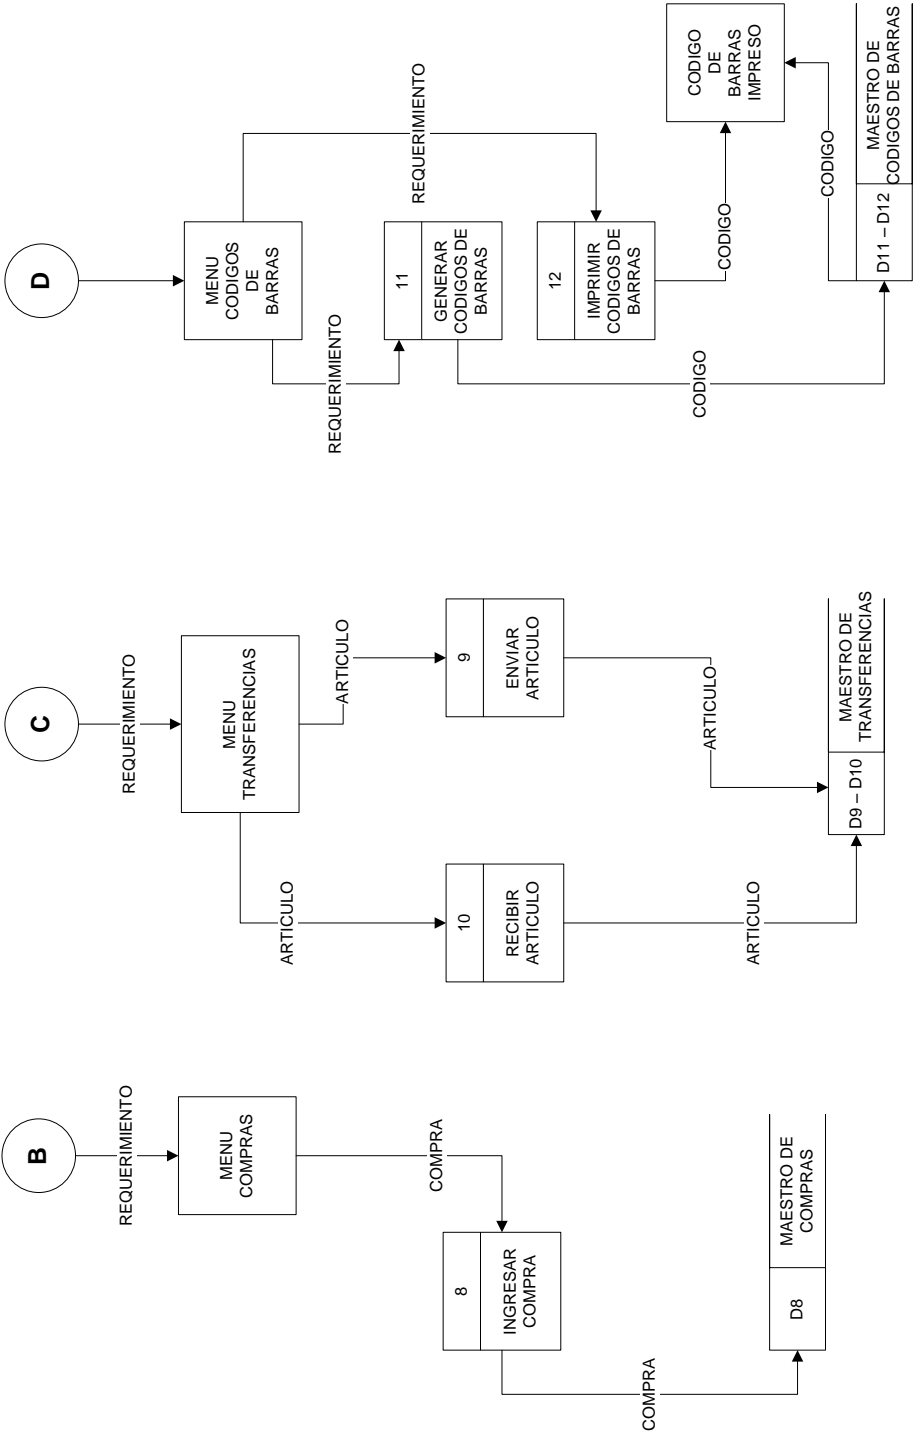 B
REQUERIMIENTO
MENU
COMPRAS
COMPRA
8
INGRESAR
COMPRA
COMPRA
D8
MAESTRO DE
COMPRAS
C
REQUERIMIENTO
MENU
TRANSFERENCIAS
ARTICULO
ARTICULO
10
RECIBIR
ARTICULO
9
ENVIAR
ARTICULO
ARTICULO
ARTICULO
D9 – D10
MAESTRO DE
TRANSFERENCIAS
D
MENU
CODIGOS
DE
BARRAS
REQUERIMIENTO
REQUERIMIENTO
11
GENERAR
CODIGOS DE
BARRAS
12
IMPRIMIR
CODIGOS DE
BARRAS
CODIGO
CODIGO
CODIGO
DE
BARRAS
IMPRESO
CODIGO
D11 – D12
MAESTRO DE
CODIGOS DE BARRAS